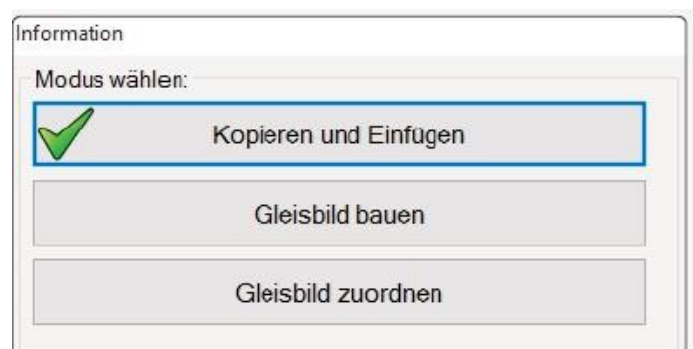 Information
Modus wählen:
Kopieren und Einfügen
Gleisbild bauen
Gleisbild zuordnen